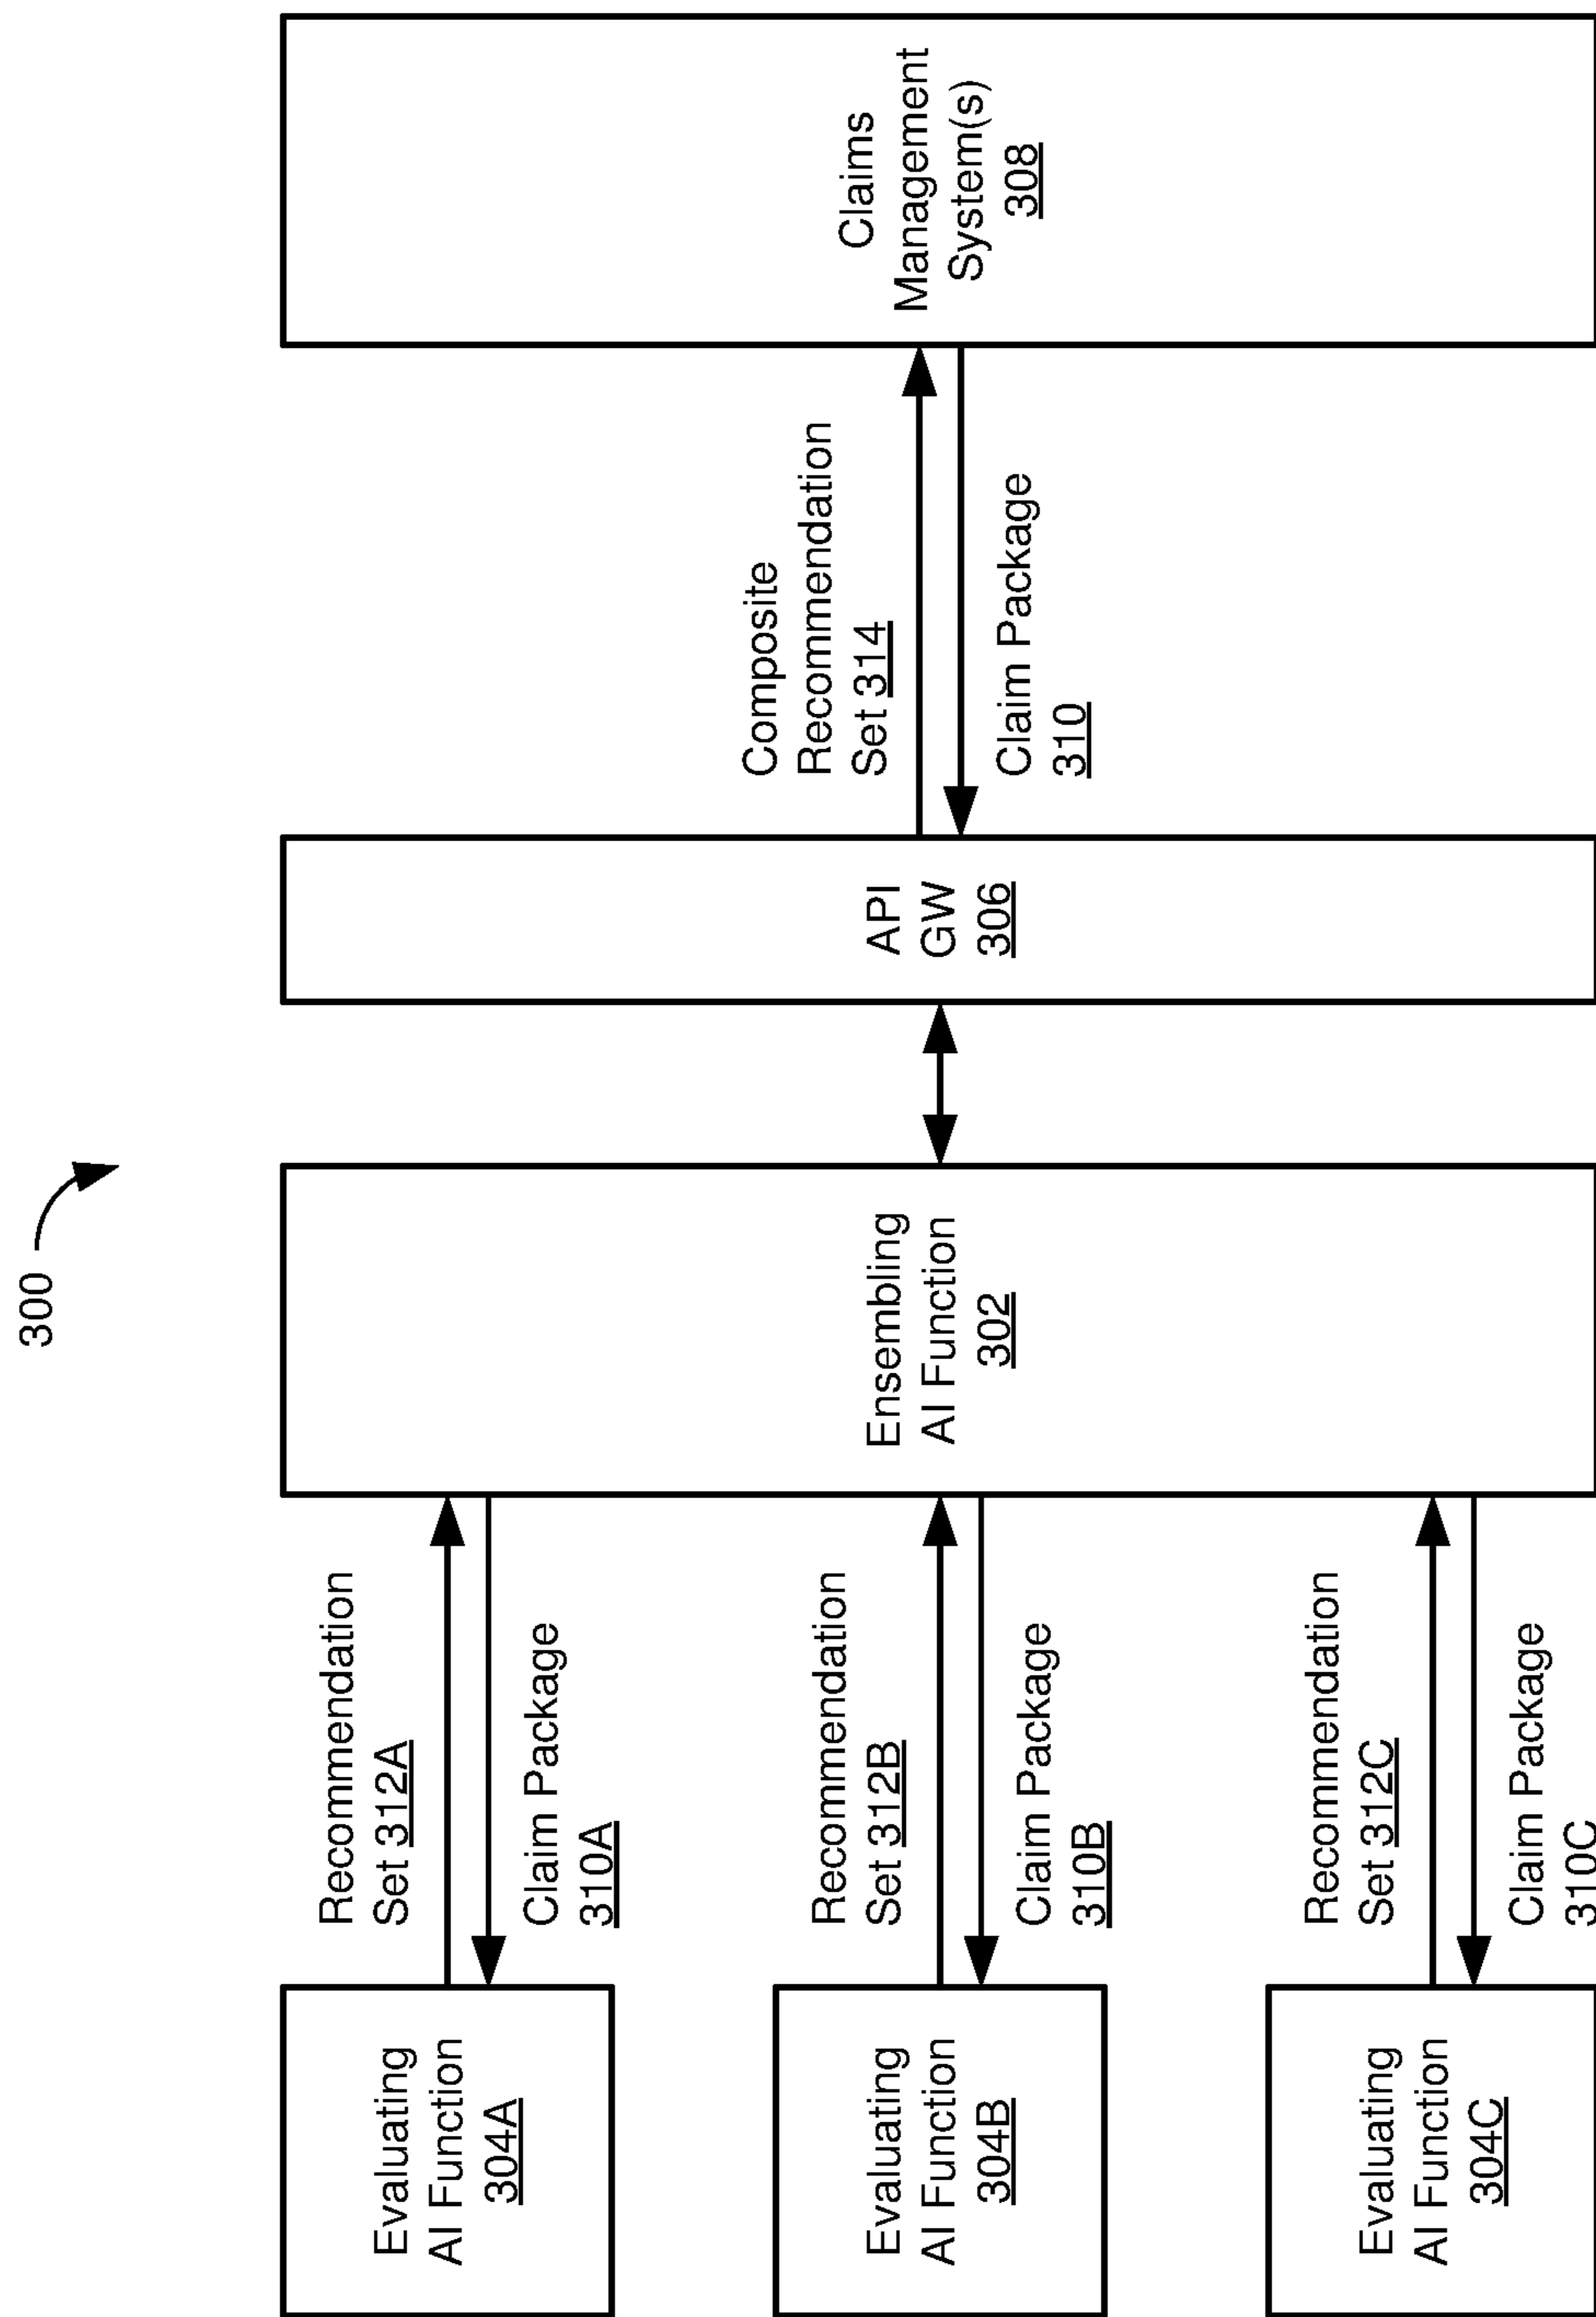 300
Evaluating
AI Function
304A
Recommendation
Set 312A
Claim Package
310A
Evaluating
AI Function
304B
Recommendation
Set 312B
Claim Package
310B
Evaluating
AI Function
304C
Recommendation
Set 312C
Claim Package
310C
Ensembling
AI Function
302
API
GW
306
Composite
Recommendation
Set 314
Claim Package
310
Claims
Management
System(s)
308